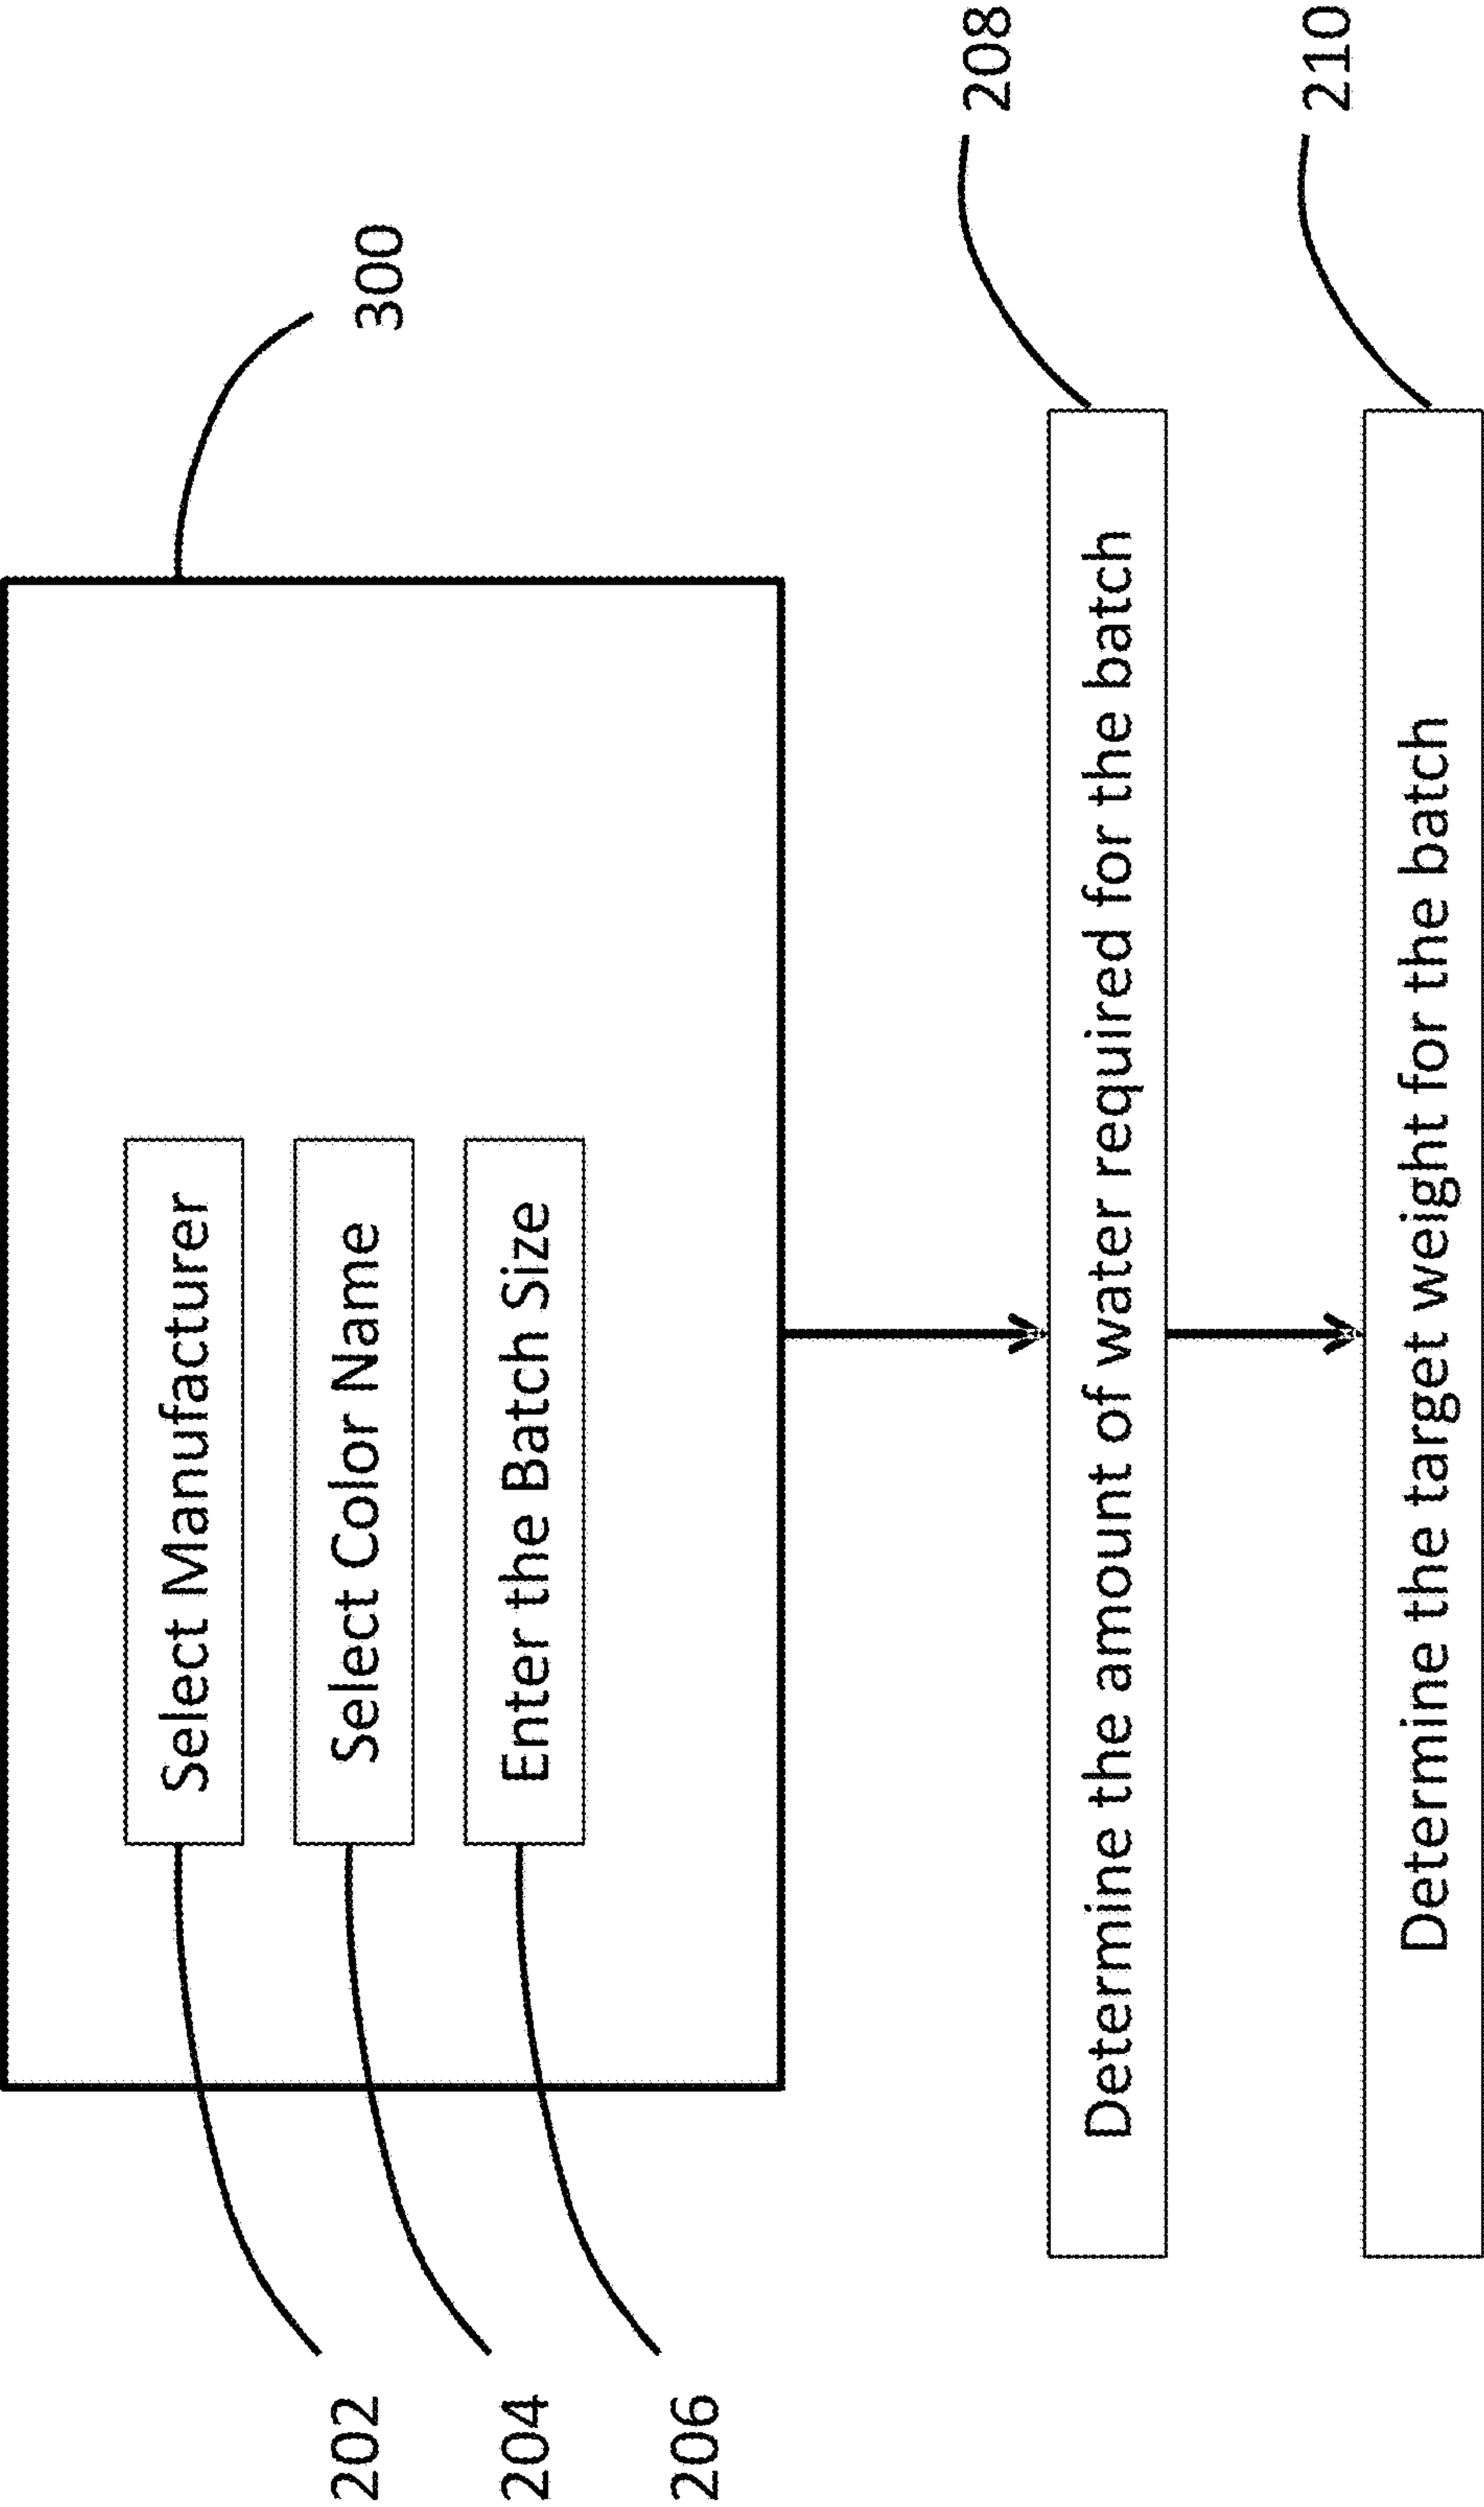 300
Select Manufacturer
202
Select Color Name
204
Enter the Batch Size
206
208
Determine the amount of water required for the batch
210
Determine the target weight for the batch